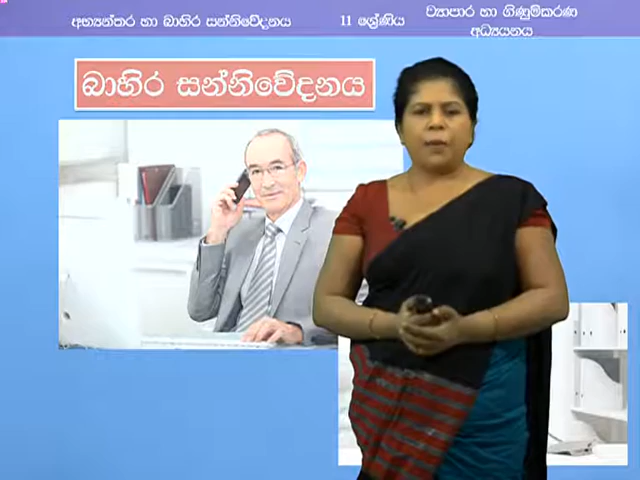 අභ්‍යන්තර හා බාහිර සන්නිවේදනය
11 ශ්‍රේණිය
ව්‍යාපාර හා ගිණුම්කරණ
අධ්‍යයනය
බාහිර සන්නිවේදනය